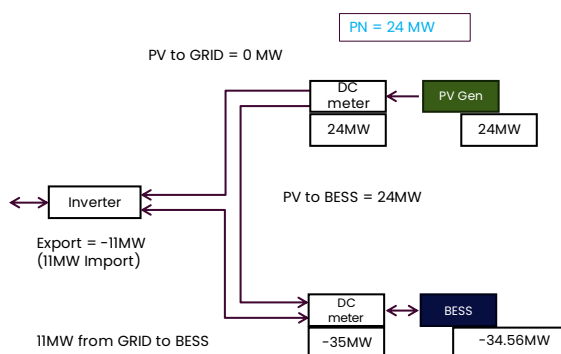 PN = 24 MW
PV to GRID = 0 MW
DC
meter
PV Gen
24MW
24MW
PV to BESS = 24MW
Inverter
Export = -11MW
(11MW Import)
DC
meter
BESS
11MW from GRID to BESS
-35MW
-34.56MW